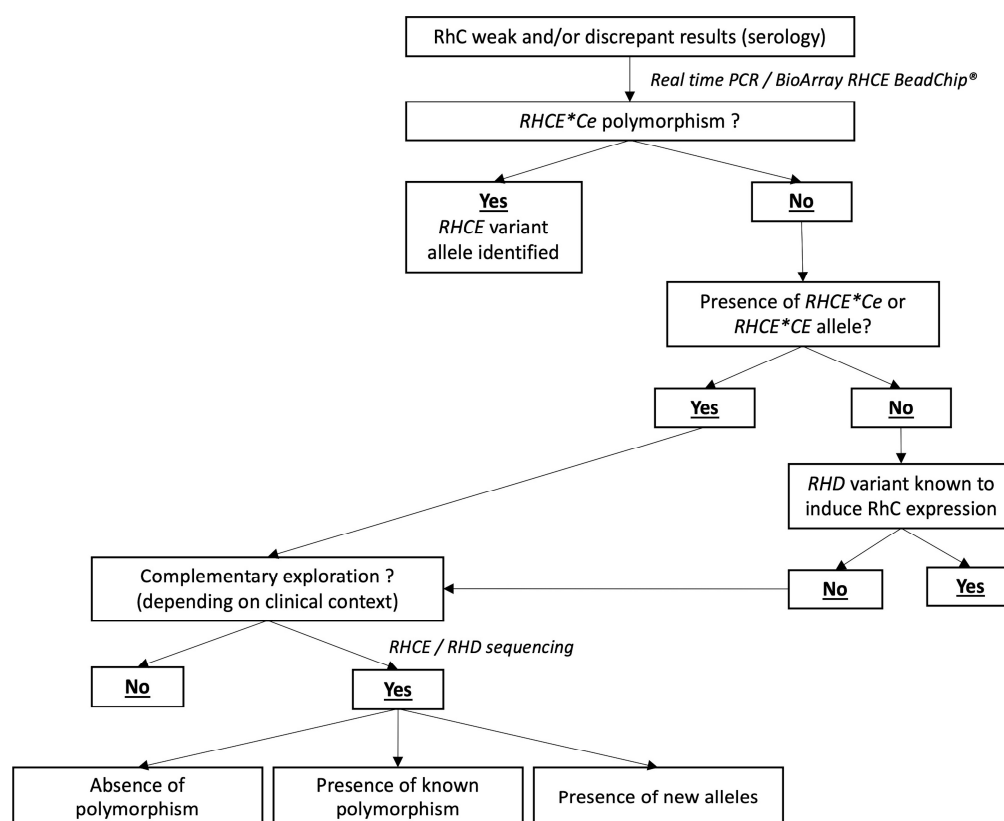 RhC weak and/or discrepant results (serology)
Real time PCR / BioArray RHCE BeadChip®
RHCE*Ce polymorphism ?
Yes
RHCE variant
allele identified
No
Presence of RHCE*Ce or
RHCE*CE allele?
Yes
No
RHD variant known to
induce RhC expression
No
Yes
Complementary exploration ?
(depending on clinical context)
RHCE / RHD sequencing
No
Yes
Absence of
polymorphism
Presence of known
polymorphism
Presence of new alleles